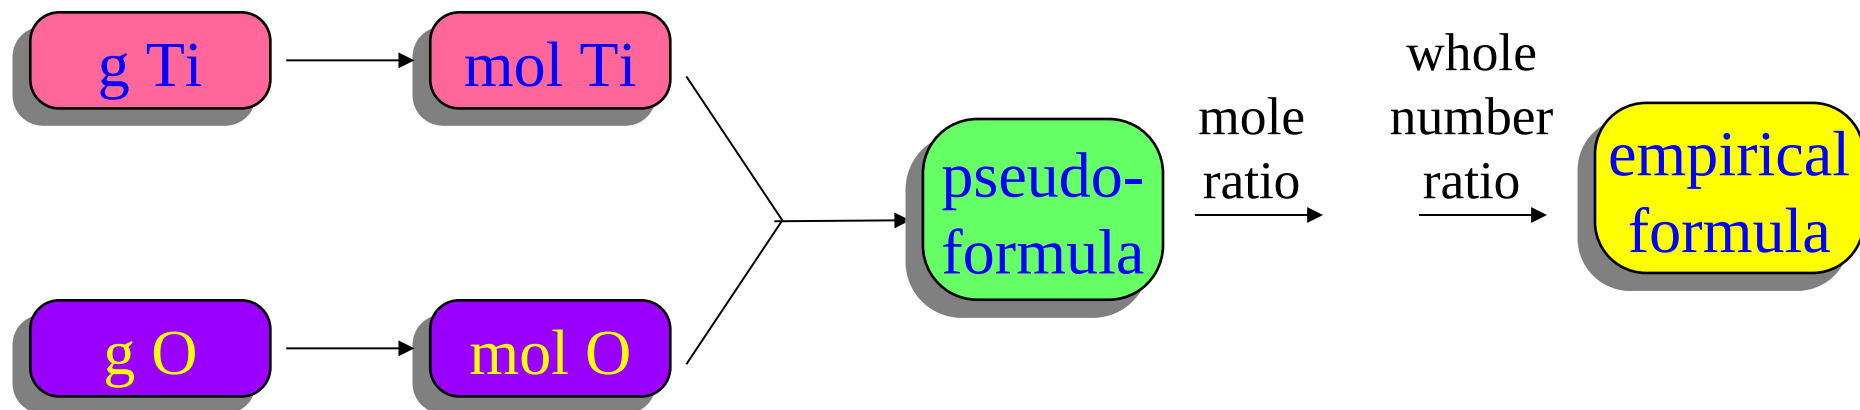 g Ti
mol Ti
g O
mol O
pseudo-
formula
mole
ratio
whole
number
ratio
empirical
formula